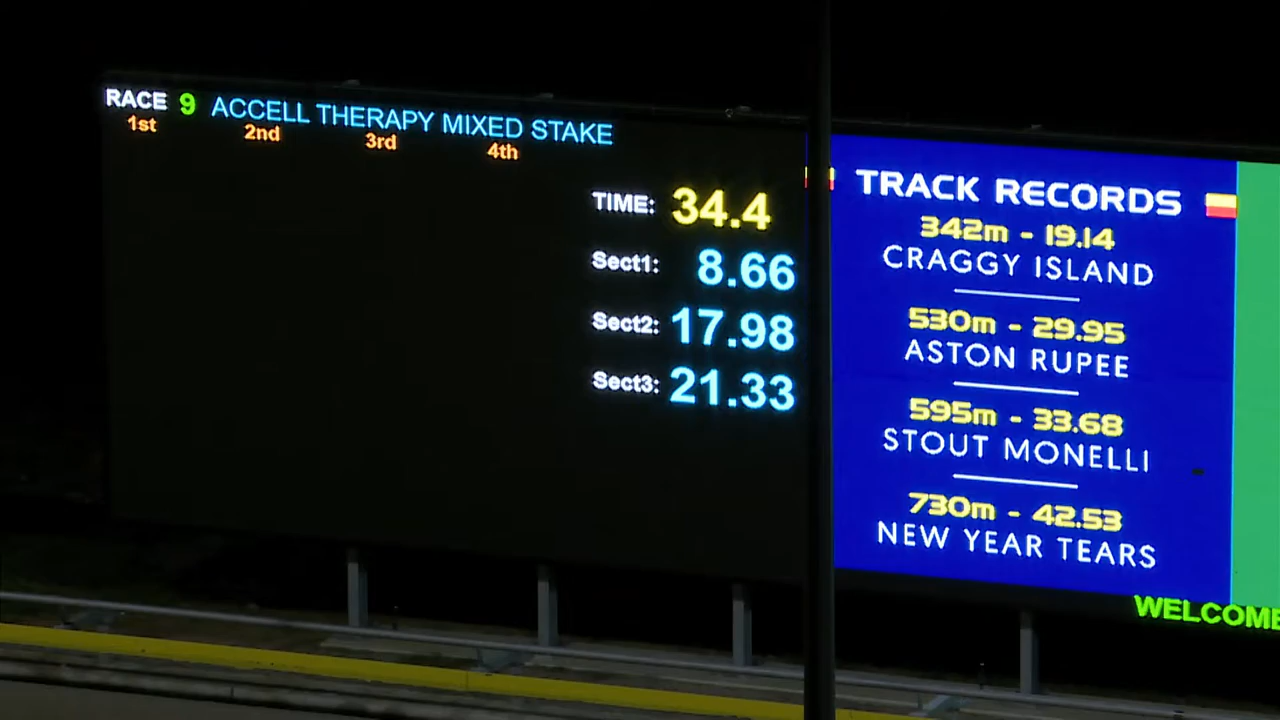 RACE 9 ACCELL THERAPY MIXED STAKE
1st 2nd 3rd 4th
TIME: 34.4
Sect1: 8.66
Sect2: 17.98
Sect3: 21.33
TRACK RECORDS
342m - 19.14
CRAGGY ISLAND
530m - 29.95
ASTON RUPEE
595m - 33.68
STOUT MONELLI
730m - 42.53
NEW YEAR TEARS
WELCOME